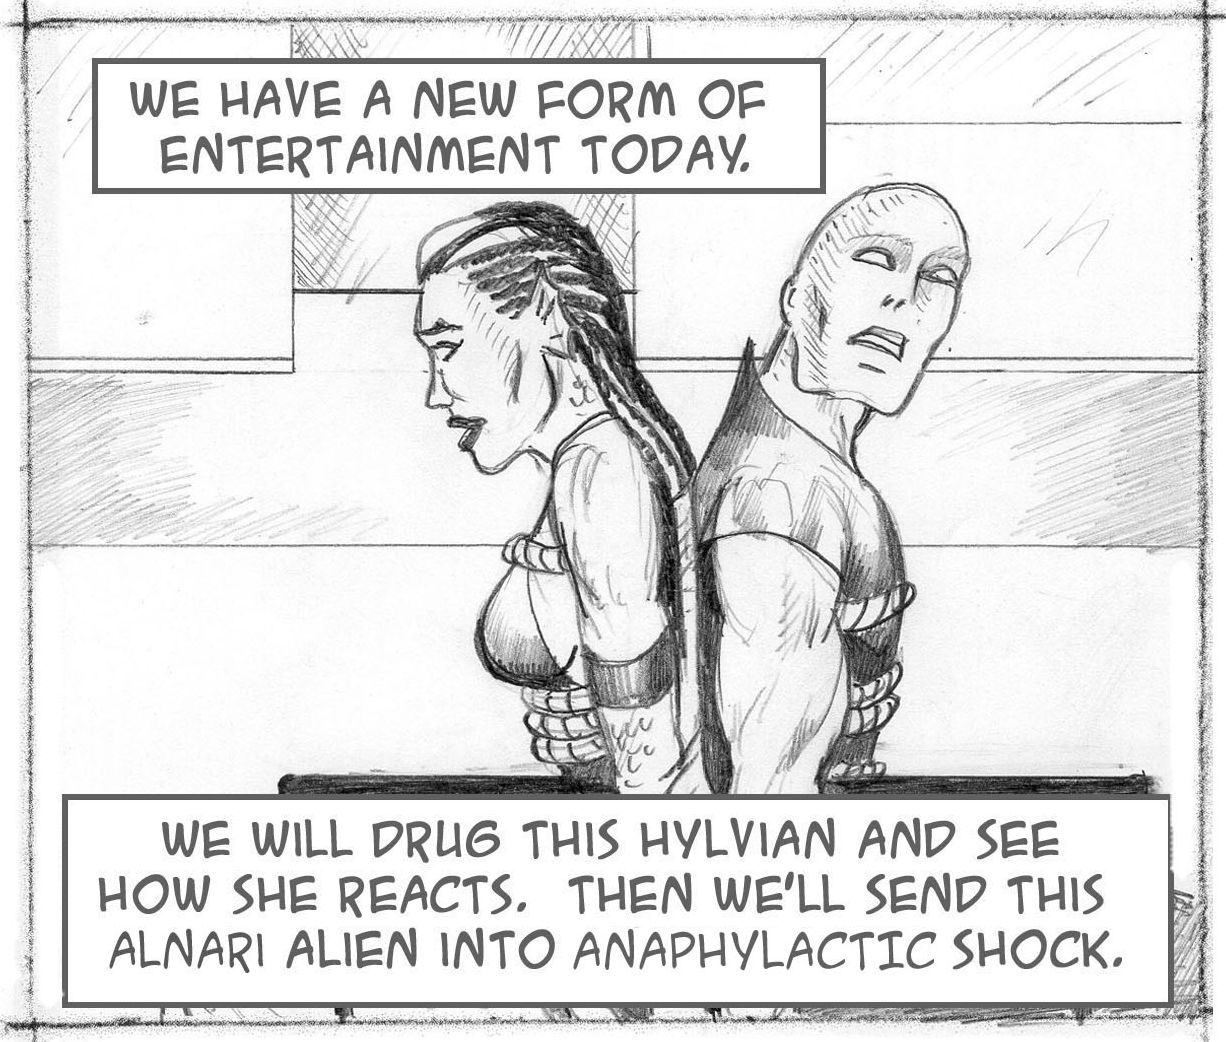 WE HAVE A NEW FORM OF
ENTERTAINMENT TODAY.
WE WILL DRUG THIS HYLVIAN AND SEE
HOW SHE REACTS. THEN WE'LL SEND THIS
ALNARI ALIEN INTO ANAPHYLACTIC SHOCK.